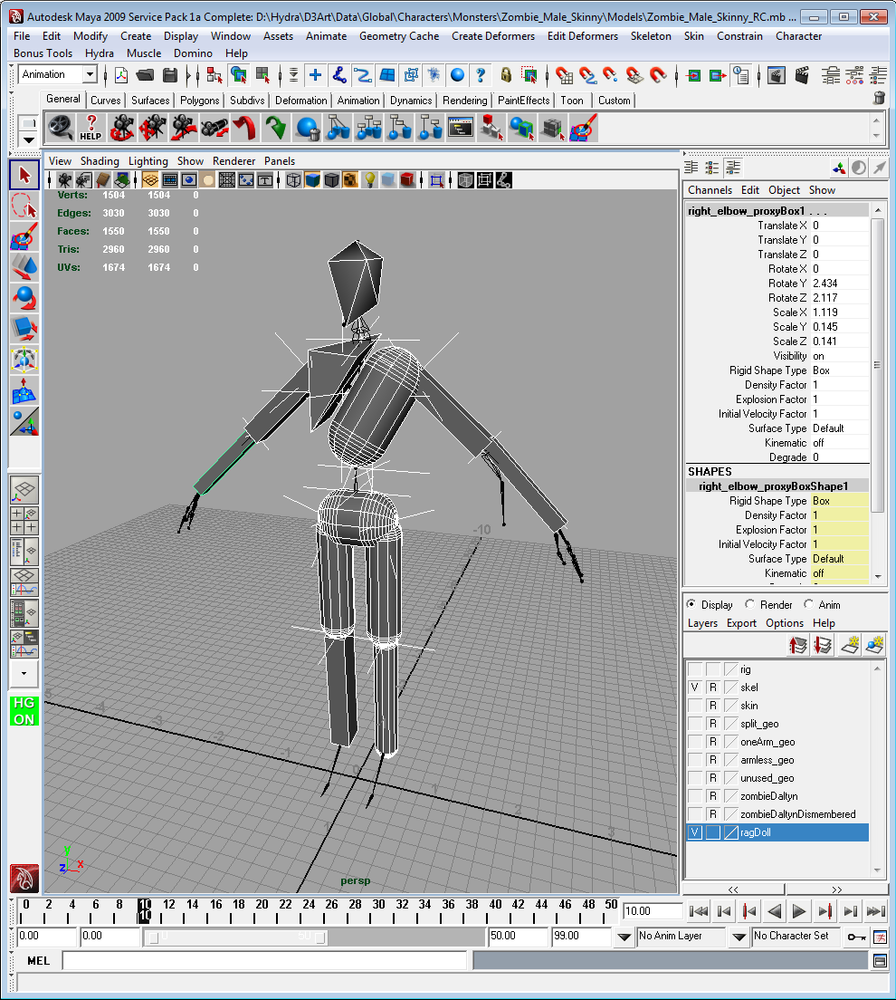 Autodesk Maya 2009 Service Pack 1a Complete: D:\Hydra\D3Art\Data\Global\Characters\Monsters\Zombie_Male_Skinny\Models\Zombie_Male_Skinny_RC.mb ...
File Edit Modify Create Display Window Assets Animate Geometry Cache Create Deformers Edit Deformers Skeleton Skin Constrain Character
Bonus Tools Hydra Muscle Domino Help
Animation
General Curves Surfaces Polygons Subdivs Deformation Animation Dynamics Rendering PaintEffects Toon Custom
HELP
View Shading Lighting Show Renderer Panels
Verts: 1504 1504 0
Edges: 3030 3030 0
Faces: 1550 1550 0
Tris: 2960 2960 0
UVs: 1674 1674 0
Channels Edit Object Show
right_elbow_proxyBox1 . . .
Translate X 0
Translate Y 0
Translate Z 0
Rotate X 0
Rotate Y 2.434
Rotate Z 2.117
Scale X 1.119
Scale Y 0.145
Scale Z 0.141
Visibility on
Rigid Shape Type Box
Density Factor 1
Explosion Factor 1
Initial Velocity Factor 1
Surface Type Default
Kinematic off
Degrade 0
SHAPES
right_elbow_proxyBoxShape1
Rigid Shape Type Box
Density Factor 1
Explosion Factor 1
Initial Velocity Factor 1
Surface Type Default
Kinematic off
-10
5 -4 -3 -2 -1 0 1 2 3
1
y
z x
persp
HG
ON
Display Render Anim
Layers Export Options Help
rig
V R skel
R skin
R split_geo
R oneArm_geo
R armless_geo
R unused_geo
R zombieDaltyn
R zombieDaltynDismembered
V ragDoll
<< >>
0 2 4 6 8 10 12 14 16 18 20 22 24 26 28 30 32 34 36 38 40 42 44 46 48 50 10.00
10
0.00 0.00 0 50 50.00 99.00 No Anim Layer No Character Set
MEL